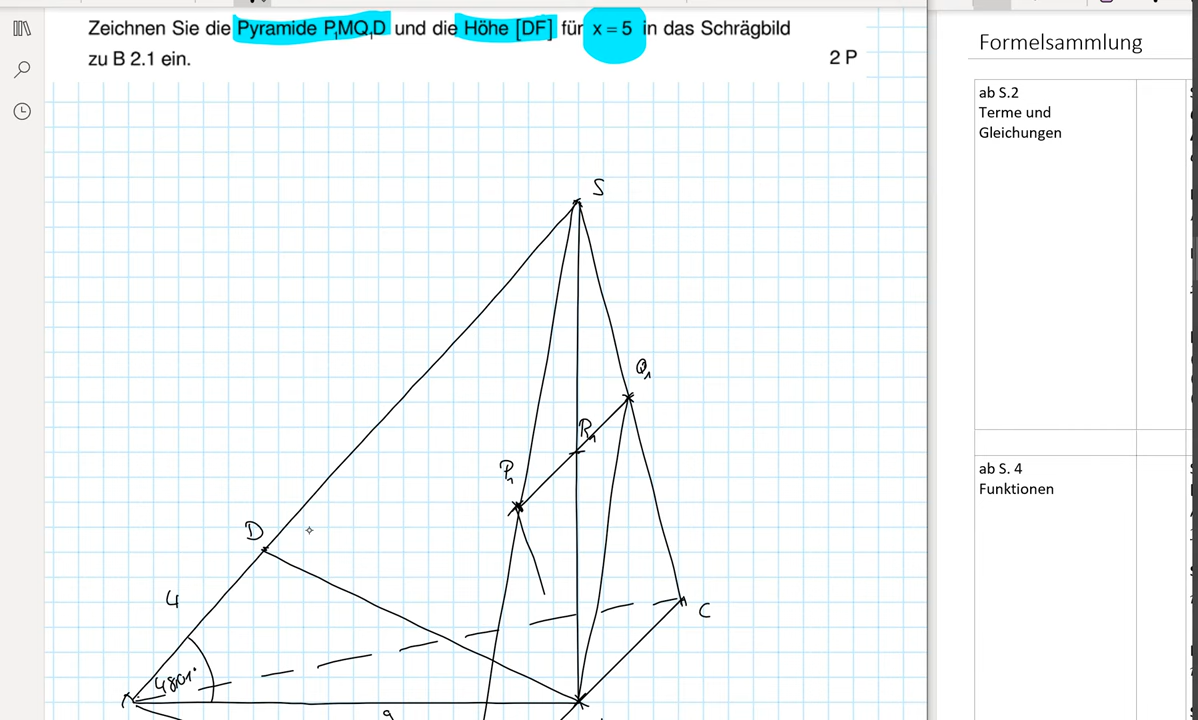 Zeichnen Sie die Pyramide P₁MQ₁D und die Höhe [DF] für x = 5 in das Schrägbild
zu B 2.1 ein.
2 P
S
Q₁
R₁
P₁
D
4
C
48,01°
9
Formelsammlung
ab S.2
Terme und
Gleichungen
ab S. 4
Funktionen